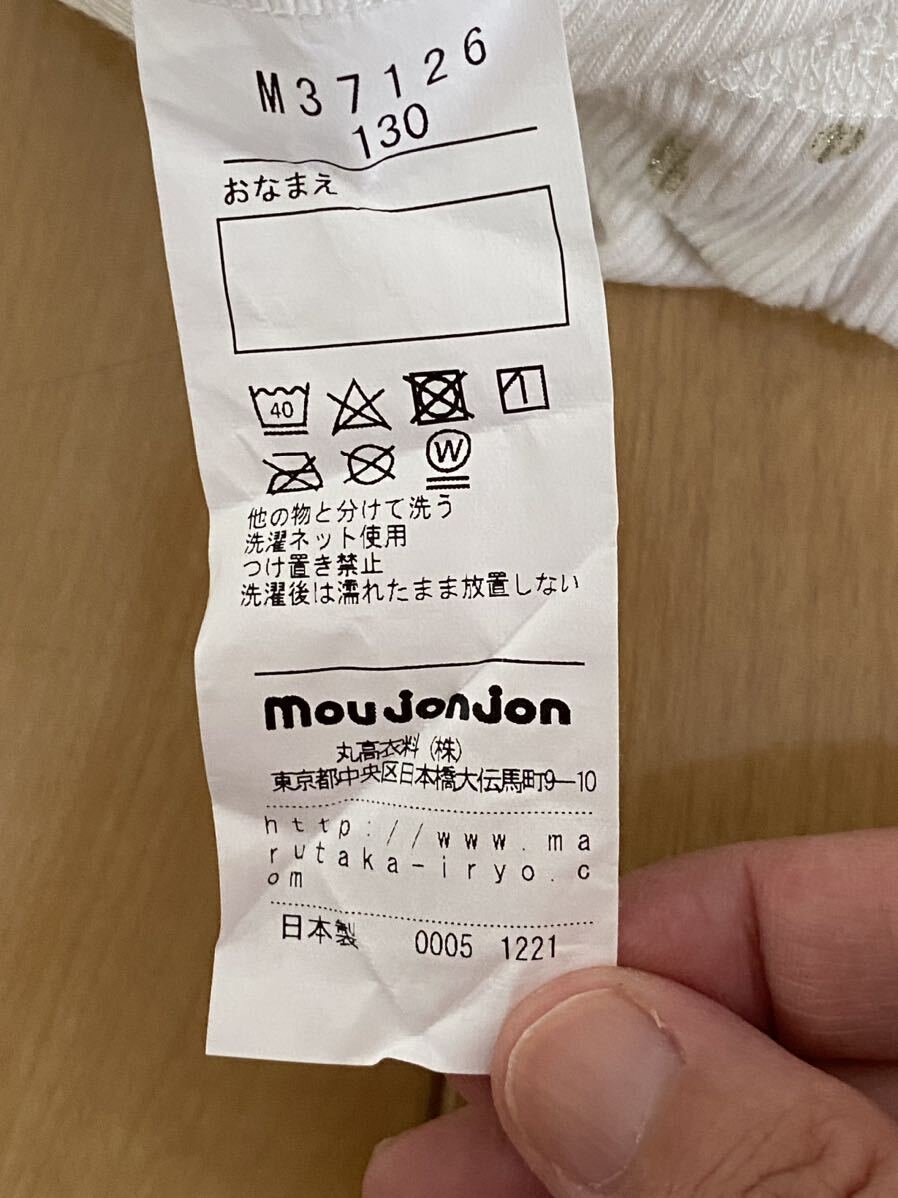 M37126
130
おなまえ
40
W
他の物と分けて洗う
洗濯ネット使用
つけ置き禁止
洗濯後は濡れたまま放置しない
moujonjon
丸高衣料(株)
東京都中央区日本橋大伝馬町9-10
http://www.ma
rutaka-iryo.c
om
日本製 0005 1221